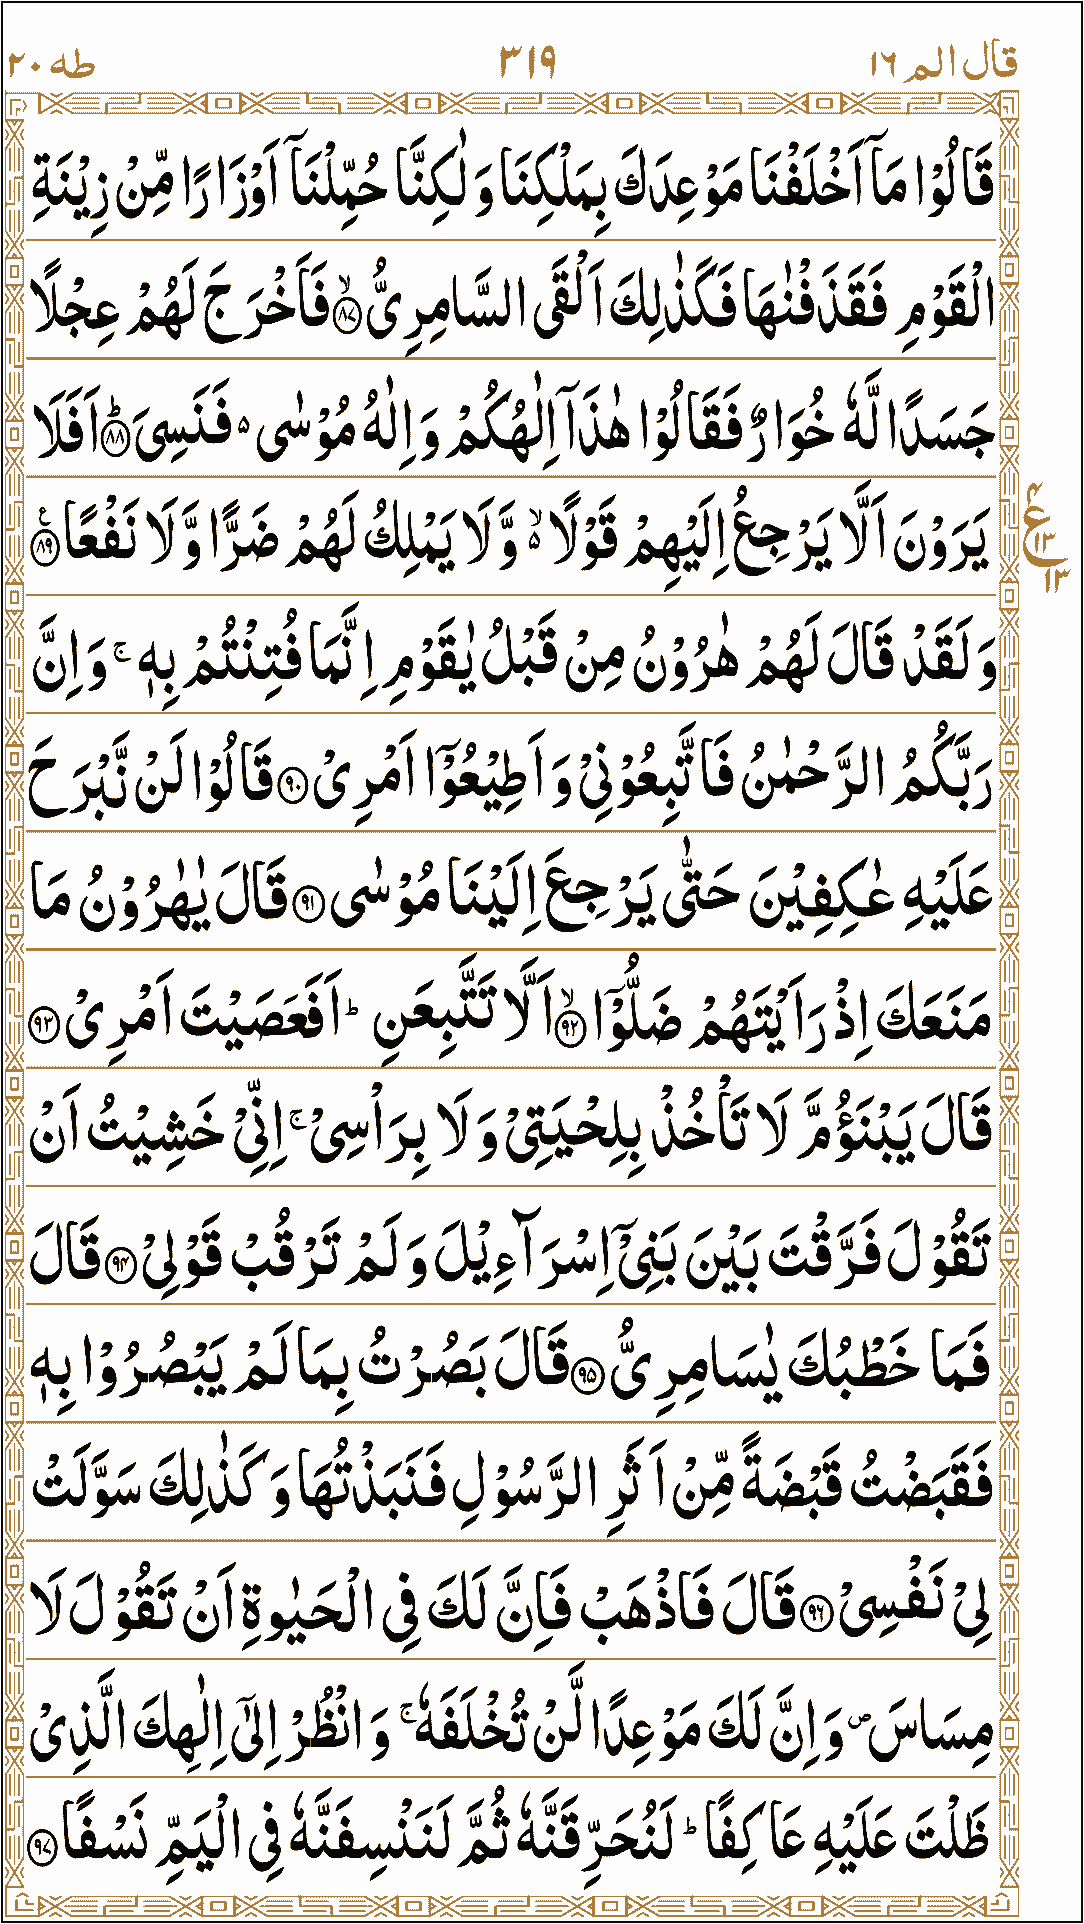 قال الم ١٦ ٣١٩ طه ٢٠
قَالُوْا مَاۤ اَخْلَفْنَا مَوْعِدَكَ بِمَلْكِنَا وَلٰكِنَّا حُمِّلْنَاۤ اَوْزَارًا مِّنْ زِيْنَةِ
الْقَوْمِ فَقَذَفْنٰهَا فَكَذٰلِكَ اَلْقَى السَّامِرِيُّ ۙ‏﴿۸۷﴾ فَاَخْرَجَ لَهُمْ عِجْلًا
جَسَدًا لَّهٗ خُوَارٌ فَقَالُوْا هٰذَاۤ اِلٰهُكُمْ وَاِلٰهُ مُوْسٰى ۥ فَنَسِيَ ؕ‏﴿۸۸﴾ اَفَلَا
يَرَوْنَ اَلَّا يَرْجِعُ اِلَيْهِمْ قَوْلًا ۙ۬ وَّلَا يَمْلِكُ لَهُمْ ضَرًّا وَّلَا نَفْعًا ﴿۸۹﴾ ع
ع ١٣ ١٣
وَلَقَدْ قَالَ لَهُمْ هٰرُوْنُ مِنْ قَبْلُ يٰقَوْمِ اِنَّمَا فُتِنْتُمْ بِهٖ ۚ وَاِنَّ
رَبَّكُمُ الرَّحْمٰنُ فَاتَّبِعُوْنِيْ وَاَطِيْعُوْۤا اَمْرِيْ ﴿۹۰﴾ قَالُوْا لَنْ نَّبْرَحَ
عَلَيْهِ عٰكِفِيْنَ حَتّٰى يَرْجِعَ اِلَيْنَا مُوْسٰى ﴿۹۱﴾ قَالَ يٰهٰرُوْنُ مَا
مَنَعَكَ اِذْ رَاَيْتَهُمْ ضَلُّوْۤا ۙ﴿۹۲﴾ اَلَّا تَتَّبِعَنِ ؕ اَفَعَصَيْتَ اَمْرِيْ ﴿۹۳﴾
قَالَ يَبْنَؤُمَّ لَا تَاْخُذْ بِلِحْيَتِيْ وَلَا بِرَاْسِيْ ۚ اِنِّيْ خَشِيْتُ اَنْ
تَقُوْلَ فَرَّقْتَ بَيْنَ بَنِيْۤ اِسْرَآءِيْلَ وَلَمْ تَرْقُبْ قَوْلِيْ ﴿۹۴﴾ قَالَ
فَمَا خَطْبُكَ يٰسَامِرِيُّ ﴿۹۵﴾ قَالَ بَصُرْتُ بِمَا لَمْ يَبْصُرُوْا بِهٖ
فَقَبَضْتُ قَبْضَةً مِّنْ اَثَرِ الرَّسُوْلِ فَنَبَذْتُهَا وَكَذٰلِكَ سَوَّلَتْ
لِيْ نَفْسِيْ ﴿۹۶﴾ قَالَ فَاذْهَبْ فَاِنَّ لَكَ فِي الْحَيٰوةِ اَنْ تَقُوْلَ لَا
مِسَاسَ ۪ وَاِنَّ لَكَ مَوْعِدًا لَّنْ تُخْلَفَهٗ ۚ وَانْظُرْ اِلٰۤى اِلٰهِكَ الَّذِيْ
ظَلْتَ عَلَيْهِ عَاكِفًا ؕ لَنُحَرِّقَنَّهٗ ثُمَّ لَنَنْسِفَنَّهٗ فِي الْيَمِّ نَسْفًا ﴿۹۷﴾